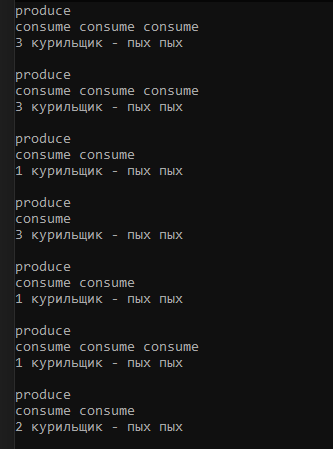 produce
consume consume consume
3 курильщик - пых пых
produce
consume consume consume
3 курильщик - пых пых
produce
consume consume
1 курильщик - пых пых
produce
consume
3 курильщик - пых пых
produce
consume consume
1 курильщик - пых пых
produce
consume consume consume
1 курильщик - пых пых
produce
consume consume
2 курильщик - пых пых